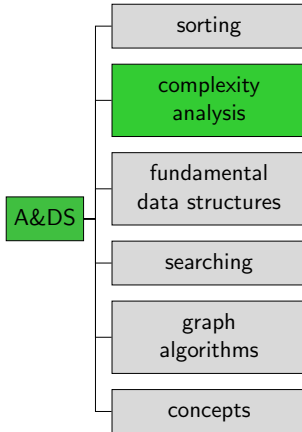 sorting
complexity
analysis
fundamental
data structures
A&DS
searching
graph
algorithms
concepts